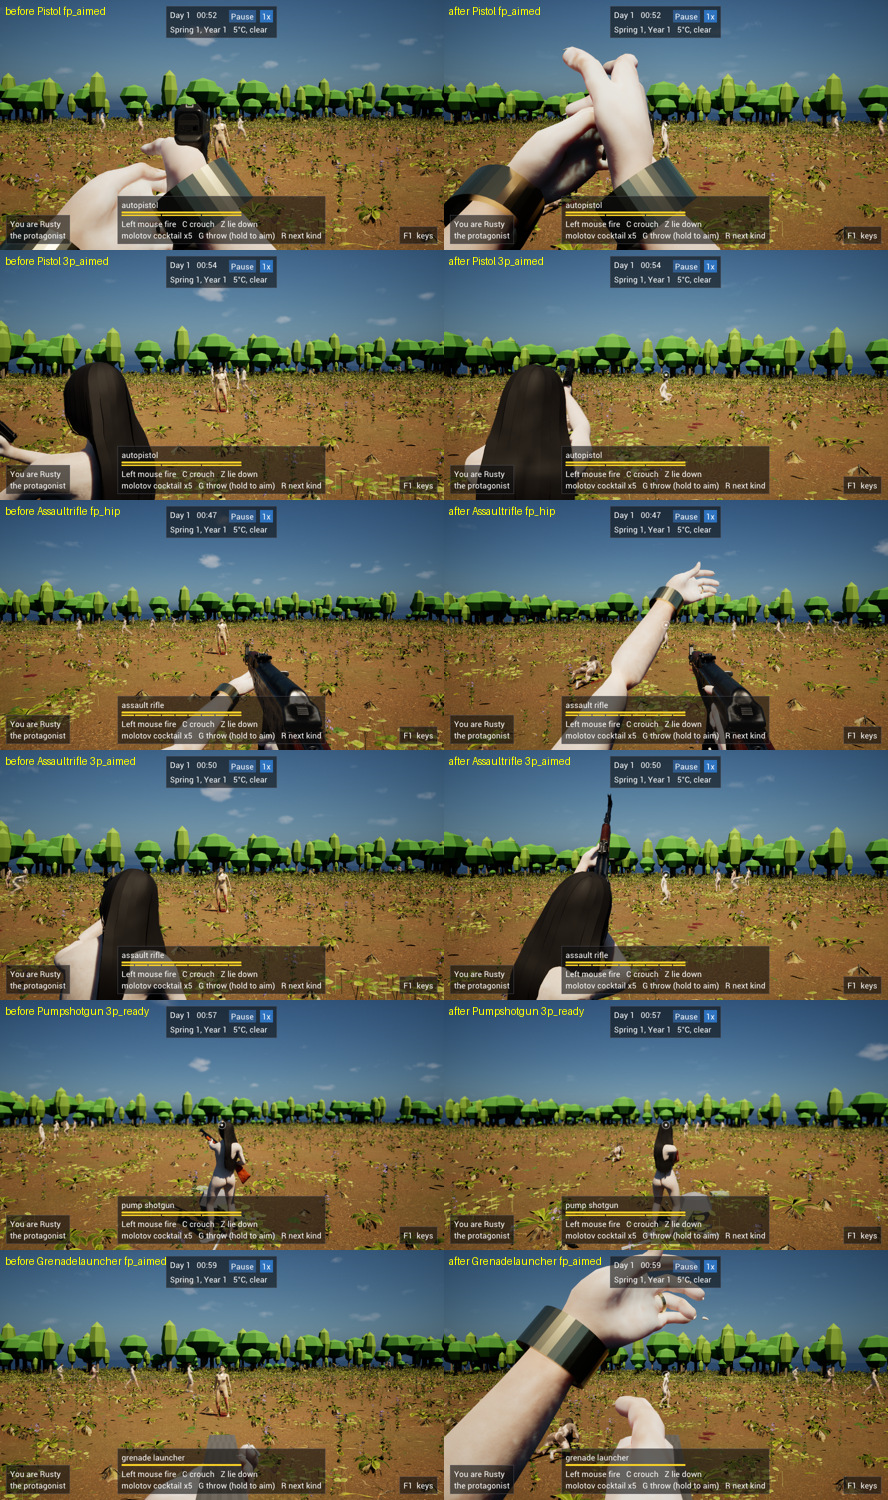 before Pistol fp_aimed
Day 1 00:52 Pause 1x
Spring 1, Year 1 5°C, clear
autopistol
You are Rusty
the protagonist
Left mouse fire C crouch Z lie down
molotov cocktail x5 G throw (hold to aim) R next kind
F1 keys
after Pistol fp_aimed
Day 1 00:52 Pause 1x
Spring 1, Year 1 5°C, clear
autopistol
You are Rusty
the protagonist
Left mouse fire C crouch Z lie down
molotov cocktail x5 G throw (hold to aim) R next kind
F1 keys
before Pistol 3p_aimed
Day 1 00:54 Pause 1x
Spring 1, Year 1 5°C, clear
autopistol
You are Rusty
the protagonist
Left mouse fire C crouch Z lie down
molotov cocktail x5 G throw (hold to aim) R next kind
F1 keys
after Pistol 3p_aimed
Day 1 00:54 Pause 1x
Spring 1, Year 1 5°C, clear
autopistol
You are Rusty
the protagonist
Left mouse fire C crouch Z lie down
molotov cocktail x5 G throw (hold to aim) R next kind
F1 keys
before Assaultrifle fp_hip
Day 1 00:47 Pause 1x
Spring 1, Year 1 5°C, clear
assault rifle
You are Rusty
the protagonist
Left mouse fire C crouch Z lie down
molotov cocktail x5 G throw (hold to aim) R next kind
F1 keys
after Assaultrifle fp_hip
Day 1 00:47 Pause 1x
Spring 1, Year 1 5°C, clear
assault rifle
You are Rusty
the protagonist
Left mouse fire C crouch Z lie down
molotov cocktail x5 G throw (hold to aim) R next kind
F1 keys
before Assaultrifle 3p_aimed
Day 1 00:50 Pause 1x
Spring 1, Year 1 5°C, clear
assault rifle
You are Rusty
the protagonist
Left mouse fire C crouch Z lie down
molotov cocktail x5 G throw (hold to aim) R next kind
F1 keys
after Assaultrifle 3p_aimed
Day 1 00:50 Pause 1x
Spring 1, Year 1 5°C, clear
assault rifle
You are Rusty
the protagonist
Left mouse fire C crouch Z lie down
molotov cocktail x5 G throw (hold to aim) R next kind
F1 keys
before Pumpshotgun 3p_ready
Day 1 00:57 Pause 1x
Spring 1, Year 1 5°C, clear
pump shotgun
You are Rusty
the protagonist
Left mouse fire C crouch Z lie down
molotov cocktail x5 G throw (hold to aim) R next kind
F1 keys
after Pumpshotgun 3p_ready
Day 1 00:57 Pause 1x
Spring 1, Year 1 5°C, clear
pump shotgun
You are Rusty
the protagonist
Left mouse fire C crouch Z lie down
molotov cocktail x5 G throw (hold to aim) R next kind
F1 keys
before Grenadelauncher fp_aimed
Day 1 00:59 Pause 1x
Spring 1, Year 1 5°C, clear
grenade launcher
You are Rusty
the protagonist
Left mouse fire C crouch Z lie down
molotov cocktail x5 G throw (hold to aim) R next kind
F1 keys
after Grenadelauncher fp_aimed
Day 1 00:59 Pause 1x
Spring 1, Year 1 5°C, clear
grenade launcher
You are Rusty
the protagonist
Left mouse fire C crouch Z lie down
molotov cocktail x5 G throw (hold to aim) R next kind
F1 keys